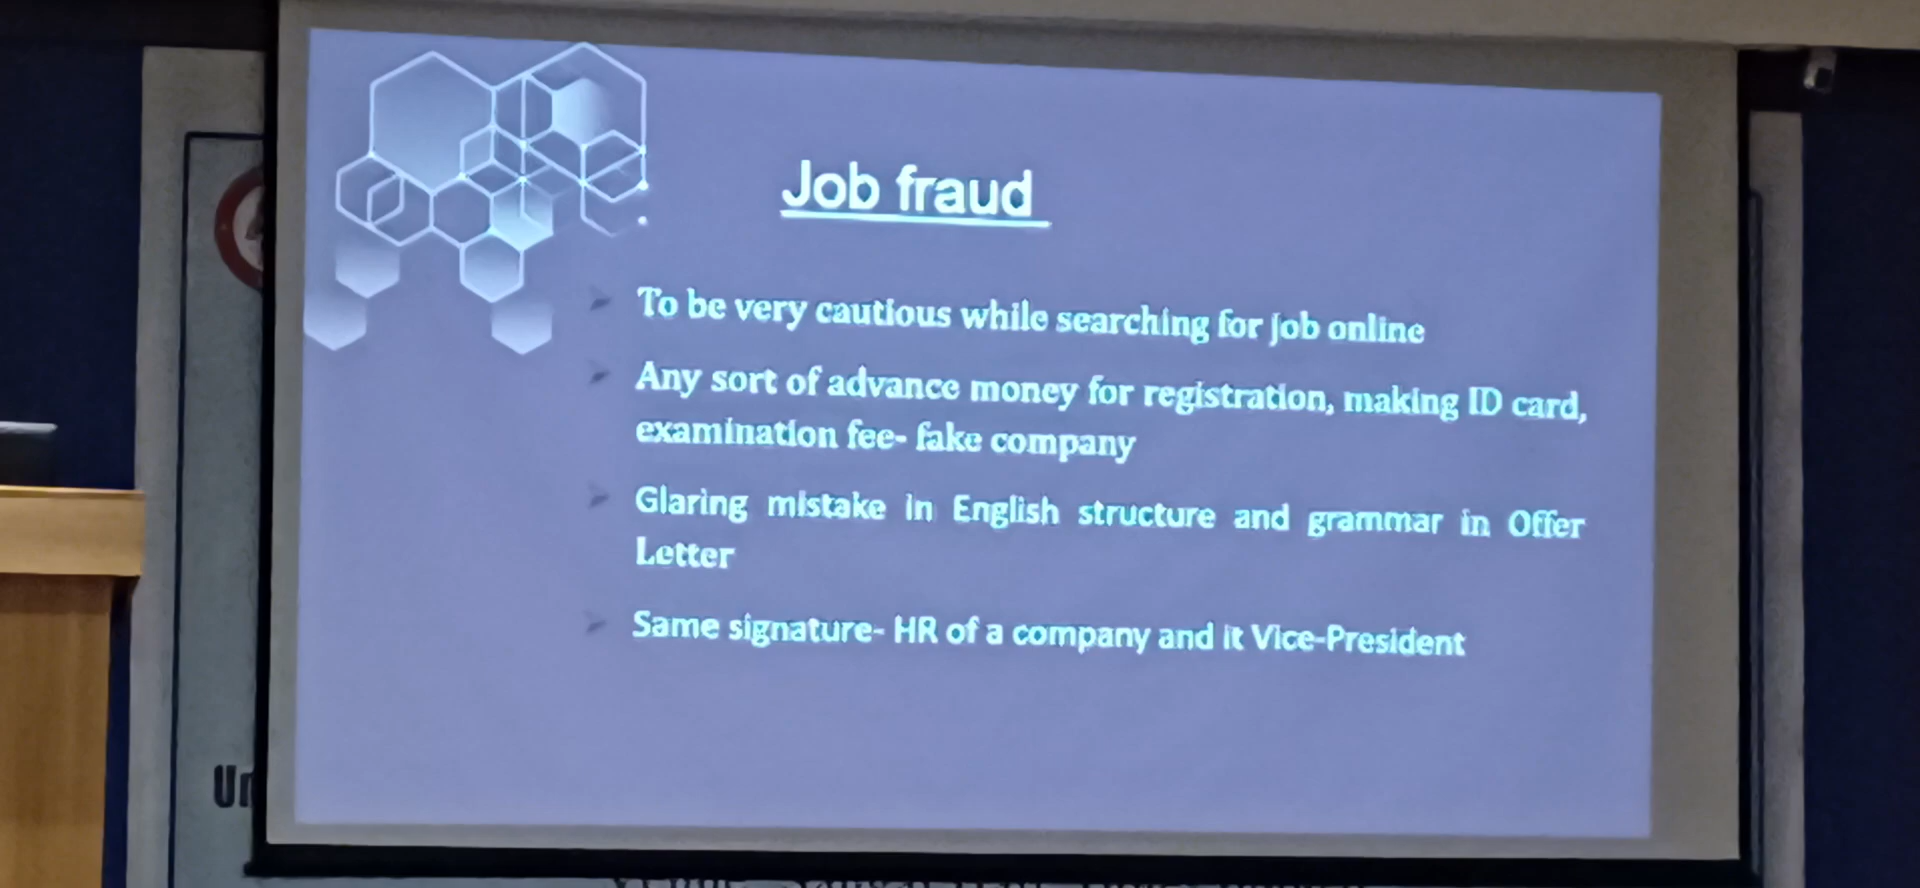 Job fraud
To be very cautious while searching for job online
Any sort of advance money for registration, making ID card,
examination fee- fake company
Glaring mistake in English structure and grammar in Offer
Letter
Same signature- HR of a company and it Vice-President